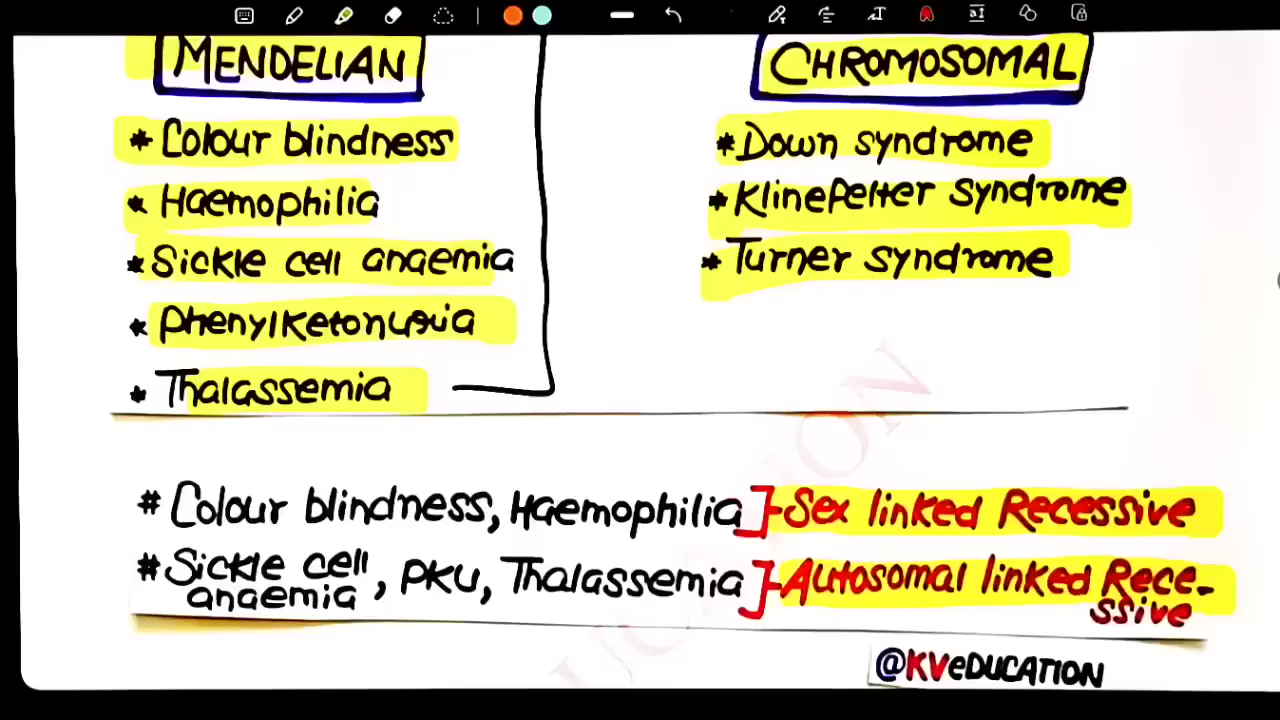 MENDELIAN
* Colour blindness
* Haemophilia
* Sickle cell anaemia
* Phenylketonuria
* Thalassemia
CHROMOSOMAL
* Down syndrome
* Klinefelter syndrome
* Turner syndrome
# Colour blindness, Haemophilia ]-Sex linked Recessive
# Sickle cell anaemia, PKU, Thalassemia ]-Autosomal linked Rece-
ssive
UCATION
@KVeDUCATION